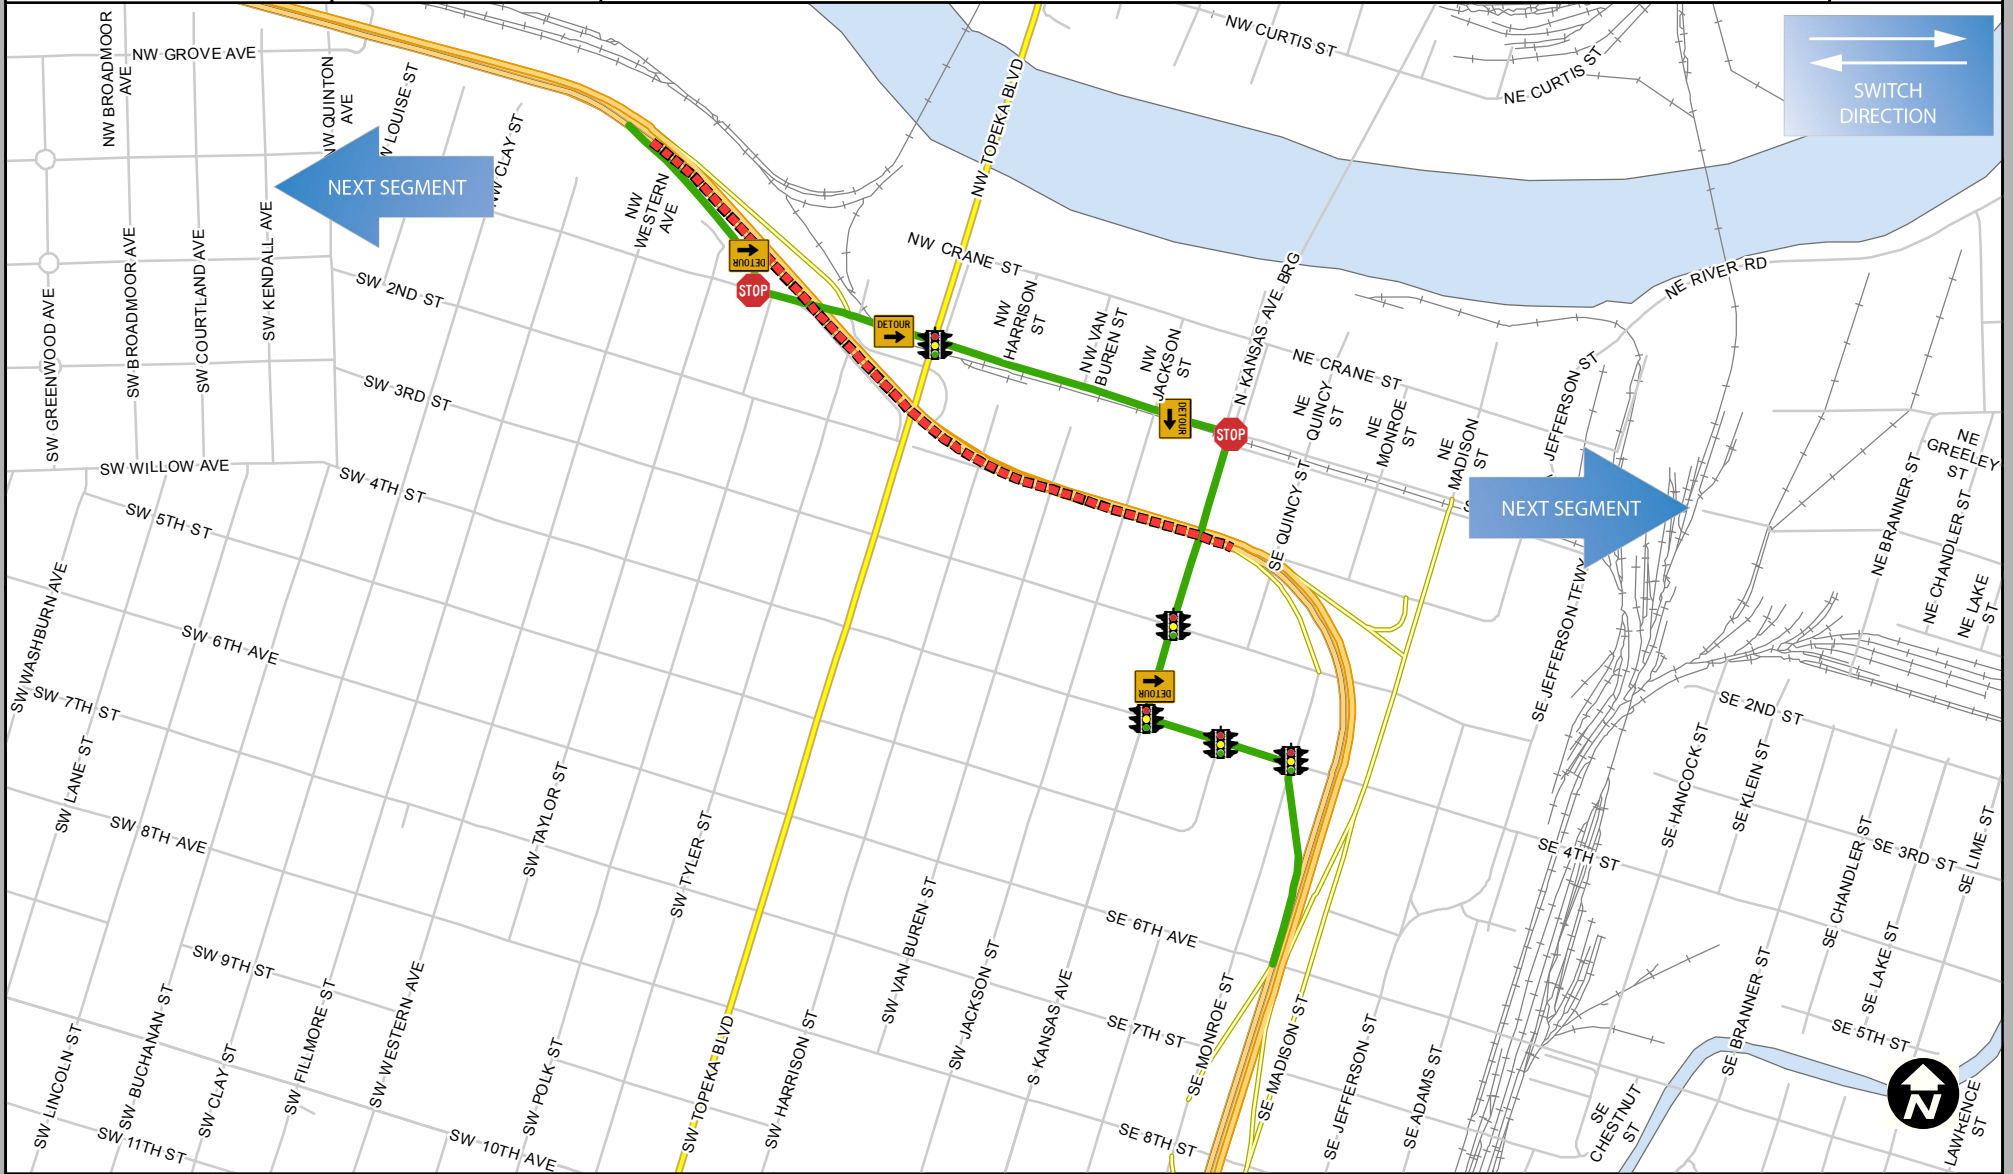 NW GROVE AVE
NW BROADMOOR
AVE
NW QUINTON
AVE
W LOUISE ST
NW CLAY ST
NEXT SEGMENT
NW
WESTERN
AVE
NW TOPEKA BLVD
NW CURTIS ST
NE CURTIS ST
SWITCH
DIRECTION
SW GREENWOOD AVE
SW BROADMOOR AVE
SW COURTLAND AVE
SW KENDALL AVE
SW 2ND ST
SW 3RD ST
SW 4TH ST
SW WILLOW AVE
SW 5TH ST
DETOUR
STOP
DETOUR
NW CRANE ST
NW
HARRISON
ST
NW VAN
BUREN ST
NW
JACKSON
ST
DETOUR
STOP
N KANSAS AVE BRG
NE CRANE ST
NE
QUINCY
ST
NE
MONROE
ST
NE
MADISON
ST
JEFFERSON ST
NE RIVER RD
NEXT SEGMENT
S
SE QUINCY ST
SE JEFFERSON TFWY
NE
GREELEY
ST
NE BRANNER ST
NE CHANDLER ST
NE LAKE
ST
SW WASHBURN AVE
SW 6TH AVE
SW 7TH ST
SW LANE ST
SW 8TH AVE
SW TAYLOR ST
SW TYLER ST
DETOUR
SE 2ND ST
SE HANCOCK ST
SE KLEIN ST
SE 4TH ST
SE 3RD ST
SE LIME ST
SE CHANDLER ST
SE LAKE ST
SE 5TH ST
SE BRANNER ST
SW 9TH ST
SW LINCOLN ST
SW BUCHANAN ST
SW CLAY ST
SW FILLMORE ST
SW WESTERN AVE
SW POLK ST
SW TOPEKA BLVD
SW HARRISON ST
SW VAN BUREN ST
SW JACKSON ST
S KANSAS AVE
SE 6TH AVE
SE 7TH ST
SE MONROE ST
SE MADISON ST
SE JEFFERSON ST
SE ADAMS ST
SE
CHESTNUT
ST
LAWRENCE
ST
N
SW 11TH ST
SW 10TH AVE
SE 8TH ST